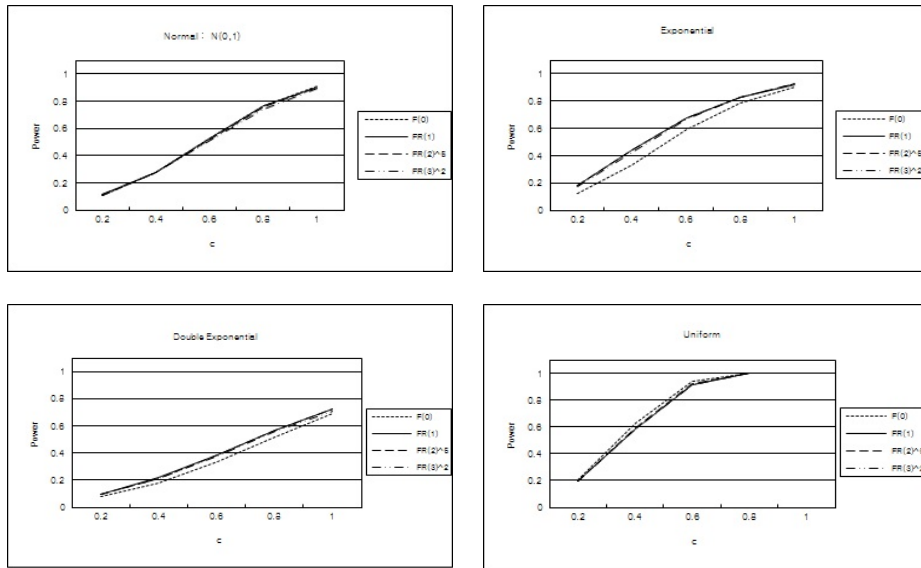 Normal : N(0,1)
1
0.8
0.6
0.4
0.2
0
Power
0.2 0.4 0.6 0.8 1
c
F(0)
FR(1)
FR(2)^5
FR(3)^2
Exponential
1
0.8
0.6
0.4
0.2
0
Power
0.2 0.4 0.6 0.8 1
c
F(0)
FR(1)
FR(2)^5
FR(3)^2
Double Exponential
1
0.8
0.6
0.4
0.2
0
Power
0.2 0.4 0.6 0.8 1
c
F(0)
FR(1)
FR(2)^5
FR(3)^2
Uniform
1
0.8
0.6
0.4
0.2
0
Power
0.2 0.4 0.6 0.8 1
c
F(0)
FR(1)
FR(3)^2